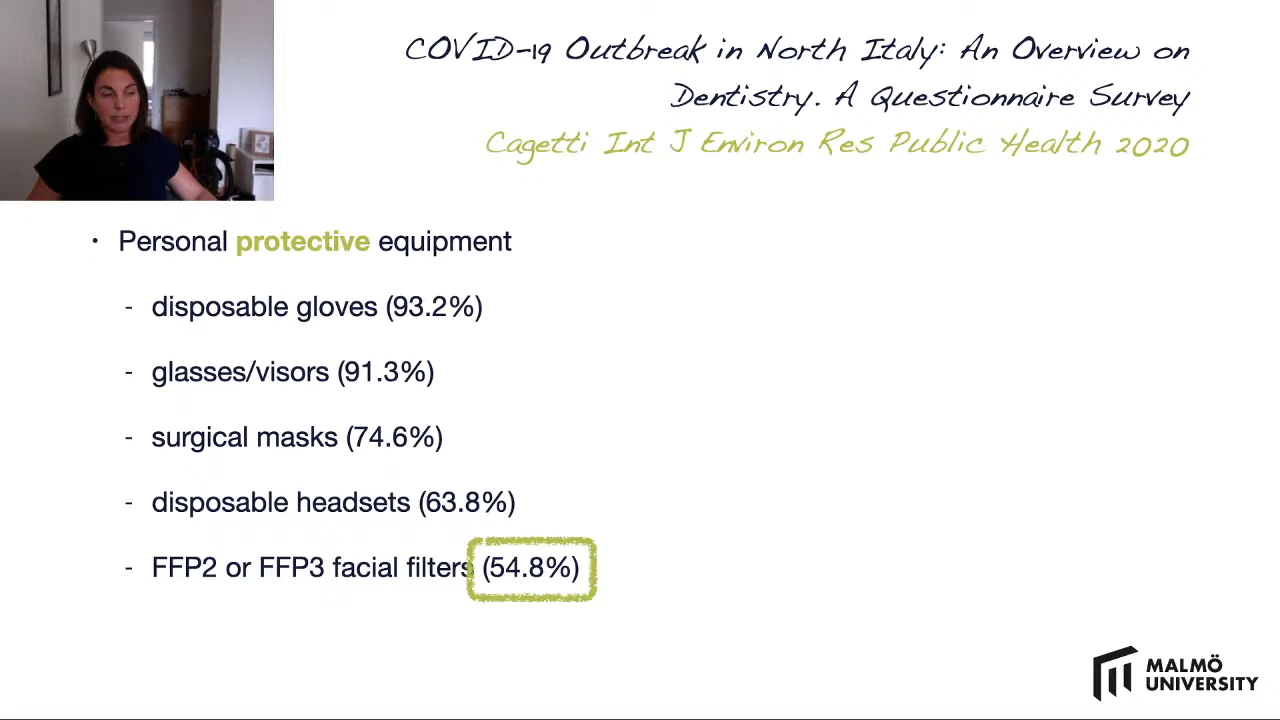 COVID-19 Outbreak in North Italy: An Overview on
Dentistry. A Questionnaire Survey
Cagetti Int J Environ Res Public Health 2020
• Personal protective equipment
- disposable gloves (93.2%)
- glasses/visors (91.3%)
- surgical masks (74.6%)
- disposable headsets (63.8%)
- FFP2 or FFP3 facial filters (54.8%)
MALMÖ
UNIVERSITY